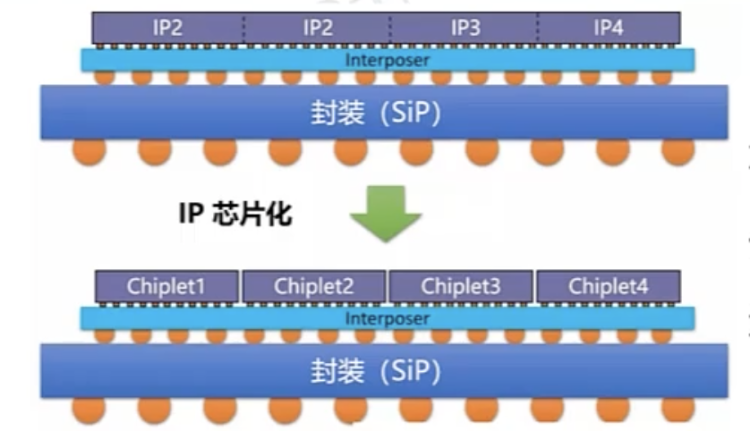 IP2 IP2 IP3 IP4
Interposer
封装（SiP）
IP 芯片化
Chiplet1 Chiplet2 Chiplet3 Chiplet4
Interposer
封装（SiP）